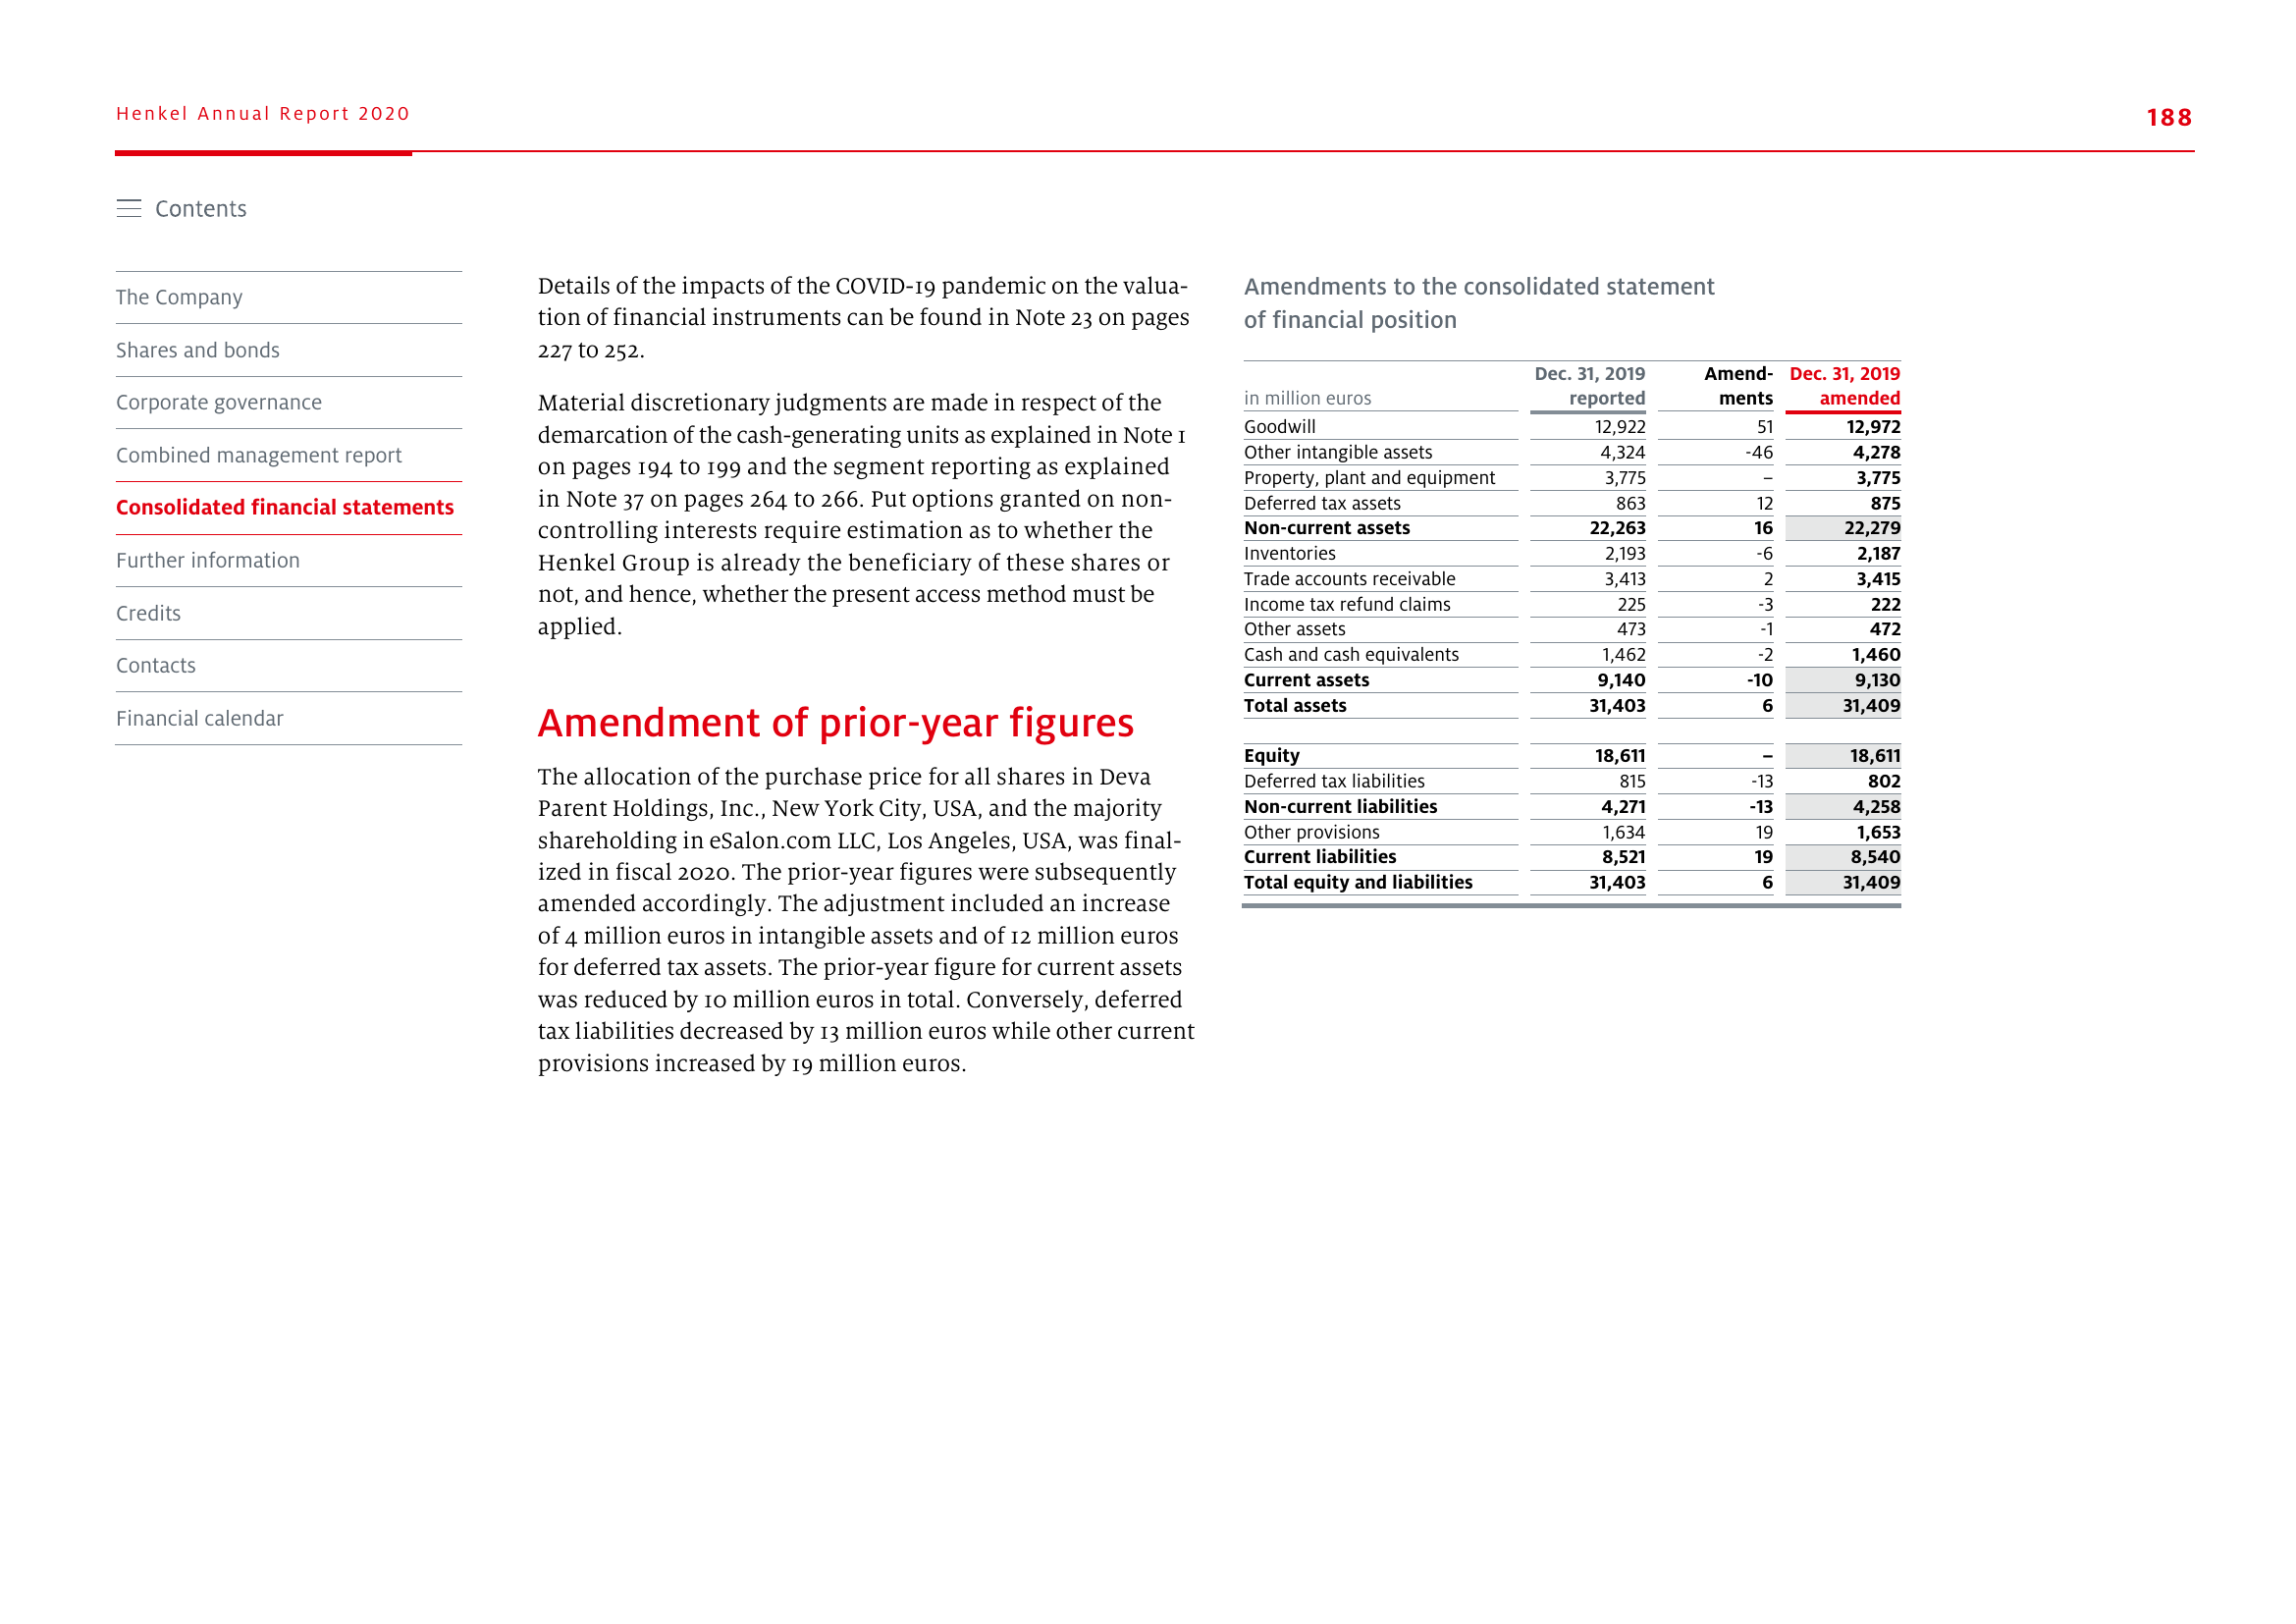 Henkel Annual Report 2020
188
Contents
The Company
Shares and bonds
Corporate governance
Combined management report
Consolidated financial statements
Further information
Credits
Contacts
Financial calendar
Details of the impacts of the COVID-19 pandemic on the valua-
tion of financial instruments can be found in Note 23 on pages
227 to 252.
Material discretionary judgments are made in respect of the
demarcation of the cash-generating units as explained in Note 1
on pages 194 to 199 and the segment reporting as explained
in Note 37 on pages 264 to 266. Put options granted on non-
controlling interests require estimation as to whether the
Henkel Group is already the beneficiary of these shares or
not, and hence, whether the present access method must be
applied.
Amendment of prior-year figures
The allocation of the purchase price for all shares in Deva
Parent Holdings, Inc., New York City, USA, and the majority
shareholding in eSalon.com LLC, Los Angeles, USA, was final-
ized in fiscal 2020. The prior-year figures were subsequently
amended accordingly. The adjustment included an increase
of 4 million euros in intangible assets and of 12 million euros
for deferred tax assets. The prior-year figure for current assets
was reduced by 10 million euros in total. Conversely, deferred
tax liabilities decreased by 13 million euros while other current
provisions increased by 19 million euros.
Amendments to the consolidated statement
of financial position
Dec. 31, 2019 Amend- Dec. 31, 2019
in million euros reported ments amended
Goodwill 12,922 51 12,972
Other intangible assets 4,324 -46 4,278
Property, plant and equipment 3,775 – 3,775
Deferred tax assets 863 12 875
Non-current assets 22,263 16 22,279
Inventories 2,193 -6 2,187
Trade accounts receivable 3,413 2 3,415
Income tax refund claims 225 -3 222
Other assets 473 -1 472
Cash and cash equivalents 1,462 -2 1,460
Current assets 9,140 -10 9,130
Total assets 31,403 6 31,409
Equity 18,611 – 18,611
Deferred tax liabilities 815 -13 802
Non-current liabilities 4,271 -13 4,258
Other provisions 1,634 19 1,653
Current liabilities 8,521 19 8,540
Total equity and liabilities 31,403 6 31,409